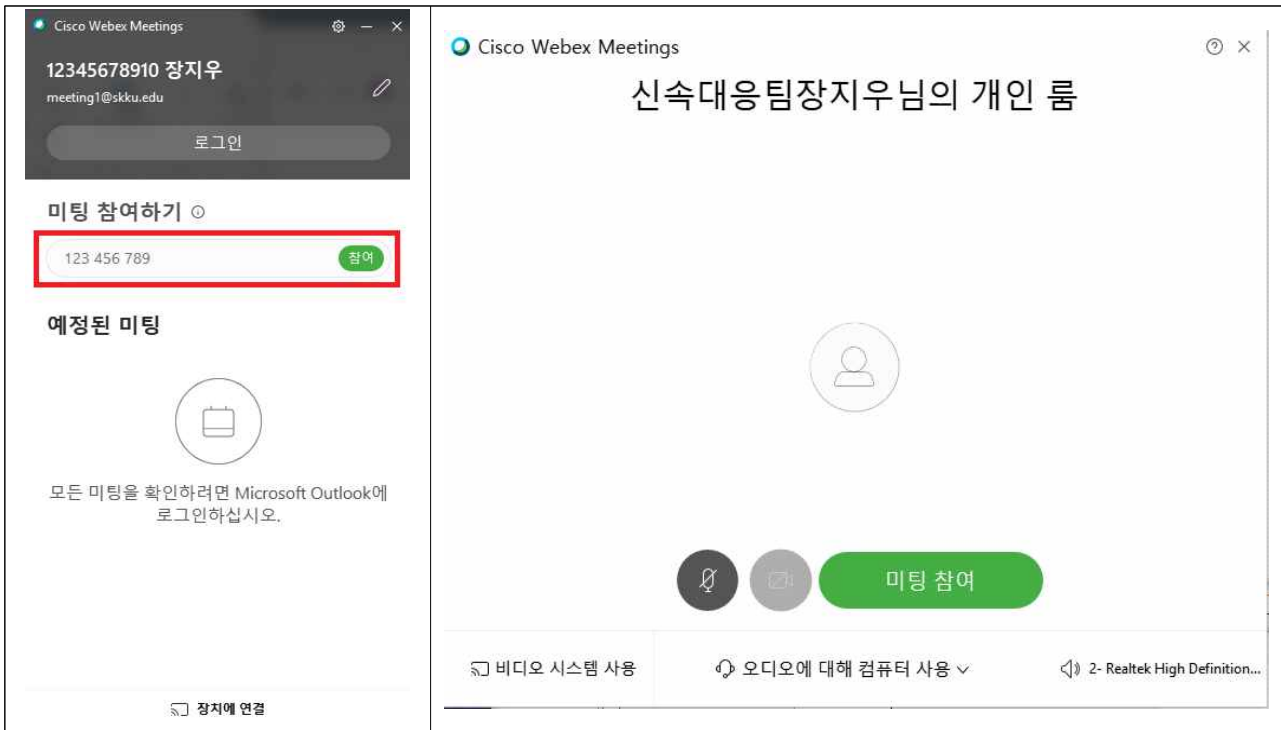 Cisco Webex Meetings
12345678910 장지우
meeting1@skku.edu
로그인
미팅 참여하기
123 456 789
참여
예정된 미팅
모든 미팅을 확인하려면 Microsoft Outlook에
로그인하십시오.
장치에 연결
Cisco Webex Meetings
신속대응팀장지우님의 개인 룸
미팅 참여
비디오 시스템 사용
오디오에 대해 컴퓨터 사용
2- Realtek High Definition...